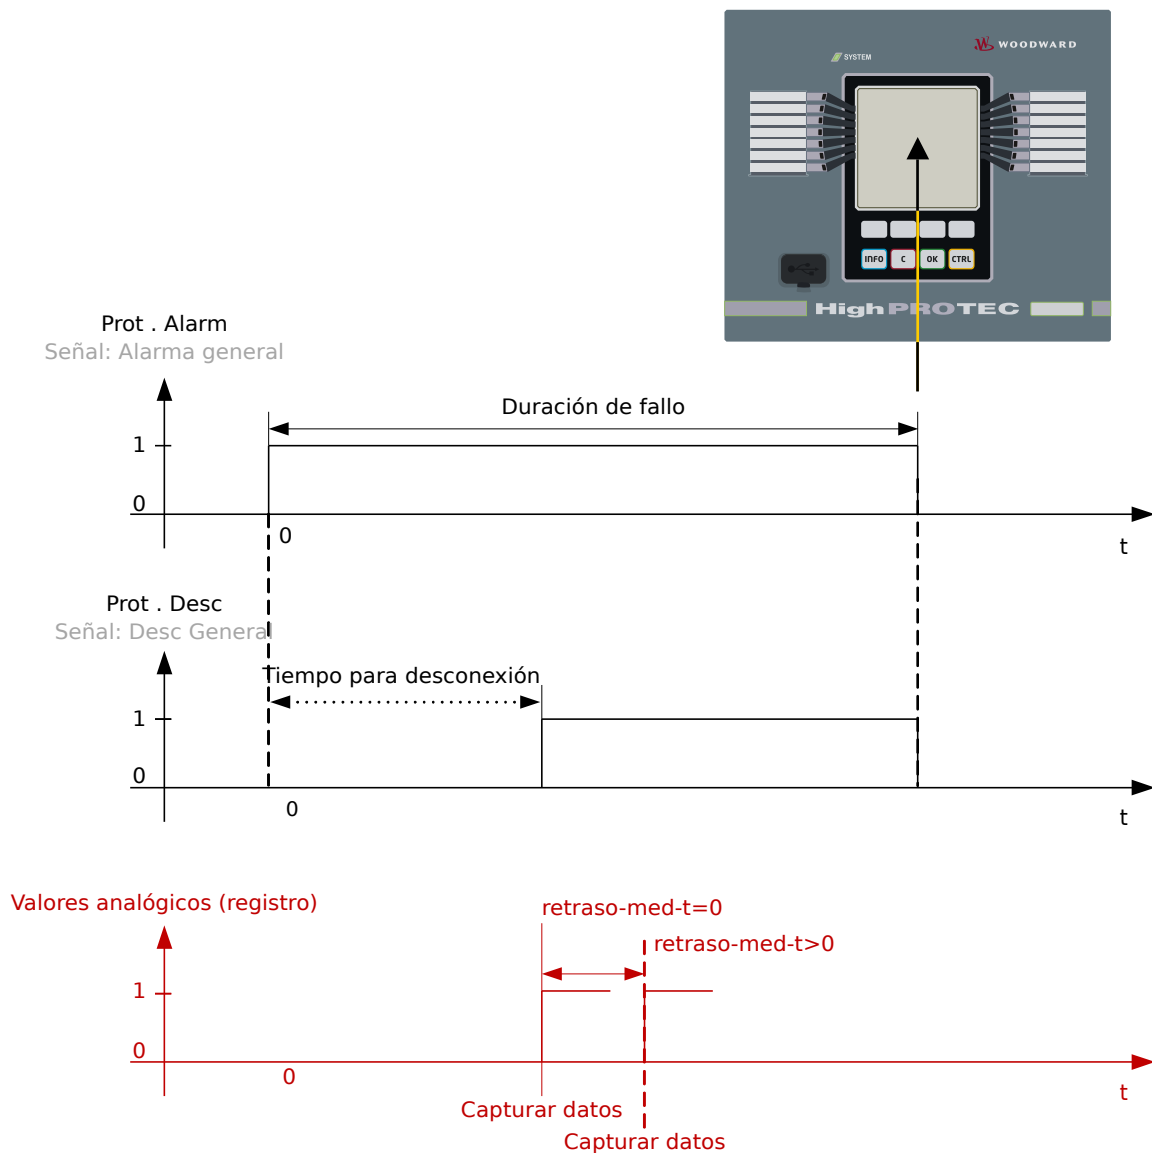 WOODWARD
SYSTEM
INFO C OK CTRL
HighPROTEC
Prot . Alarm
Señal: Alarma general
Duración de fallo
1
0
0
t
Prot . Desc
Señal: Desc General
Tiempo para desconexión
1
0
0
t
Valores analógicos (registro)
retraso-med-t=0
retraso-med-t>0
1
0
0
t
Capturar datos
Capturar datos